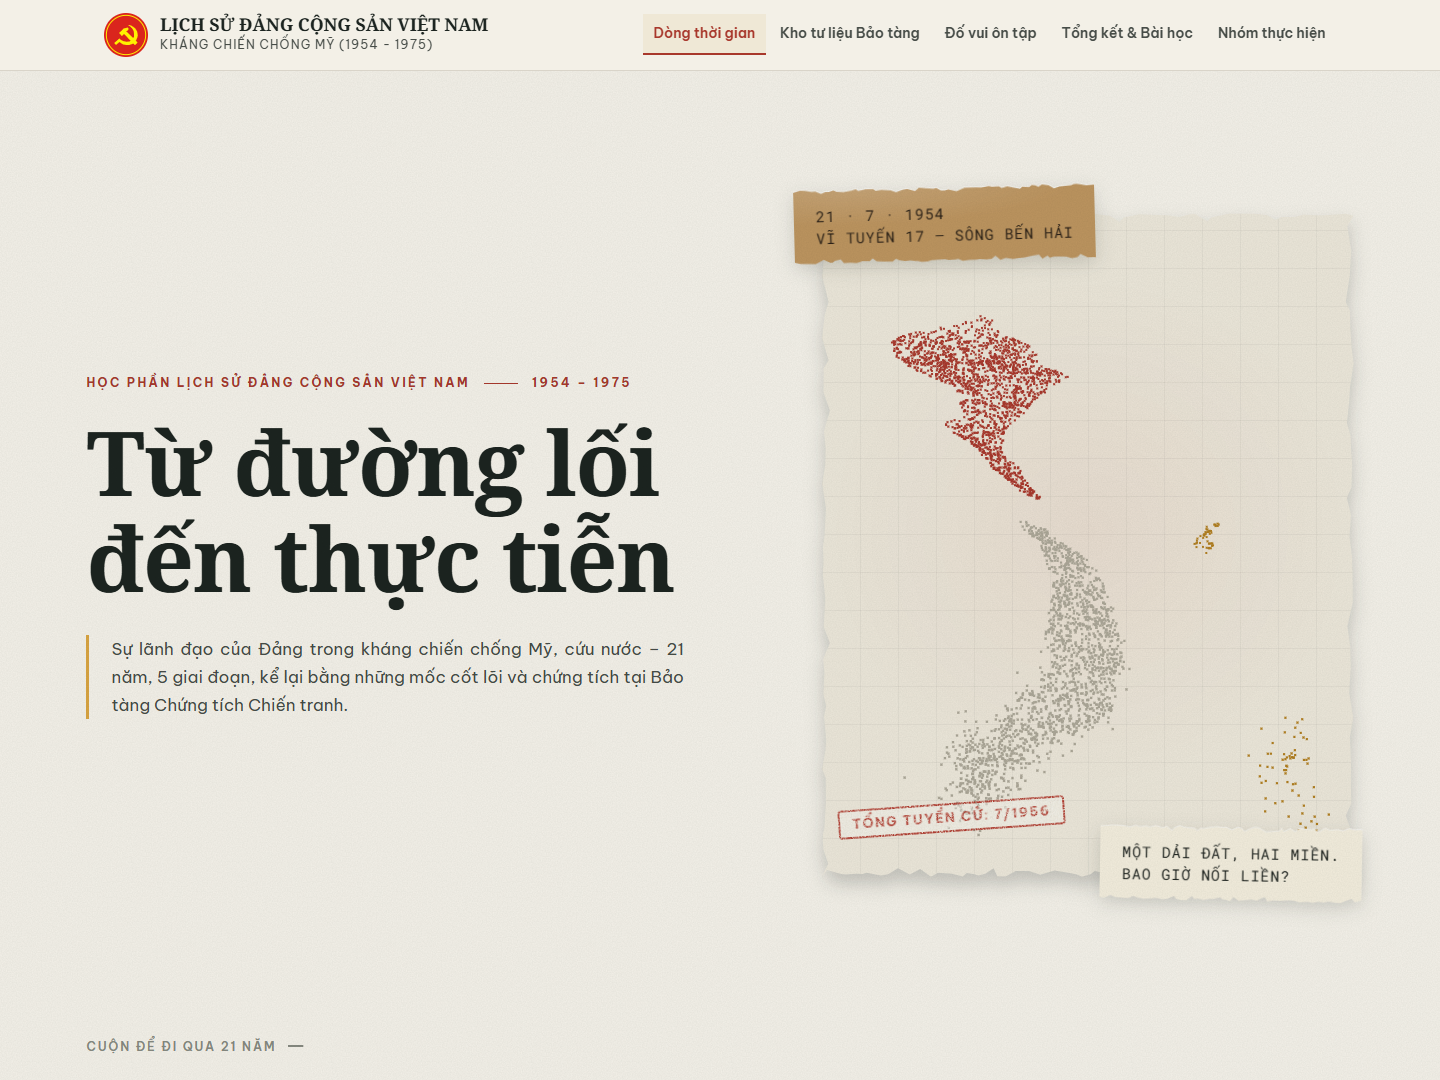 LỊCH SỬ ĐẢNG CỘNG SẢN VIỆT NAM
KHÁNG CHIẾN CHỐNG MỸ (1954 - 1975)
Dòng thời gian
Kho tư liệu Bảo tàng
Đố vui ôn tập
Tổng kết & Bài học
Nhóm thực hiện
HỌC PHẦN LỊCH SỬ ĐẢNG CỘNG SẢN VIỆT NAM — 1954 – 1975
Từ đường lối
đến thực tiễn
Sự lãnh đạo của Đảng trong kháng chiến chống Mỹ, cứu nước – 21
năm, 5 giai đoạn, kể lại bằng những mốc cốt lõi và chứng tích tại Bảo
tàng Chứng tích Chiến tranh.
21 · 7 · 1954
VĨ TUYẾN 17 — SÔNG BẾN HẢI
TỔNG TUYỂN CỬ: 7/1956
MỘT DẢI ĐẤT, HAI MIỀN.
BAO GIỜ NỐI LIỀN?
CUỘN ĐỂ ĐI QUA 21 NĂM —